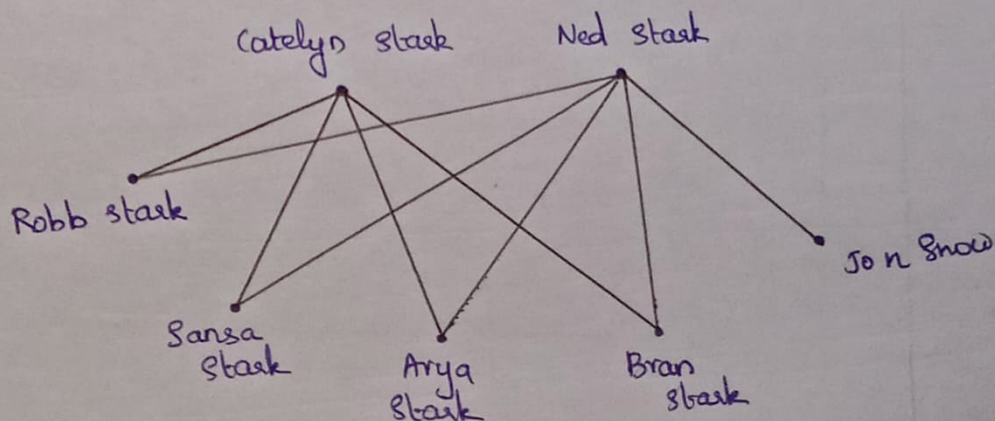 Catelyn Stark
Ned Stark
Robb Stark
Jon Snow
Sansa
Stark
Arya
Stark
Bran
Stark